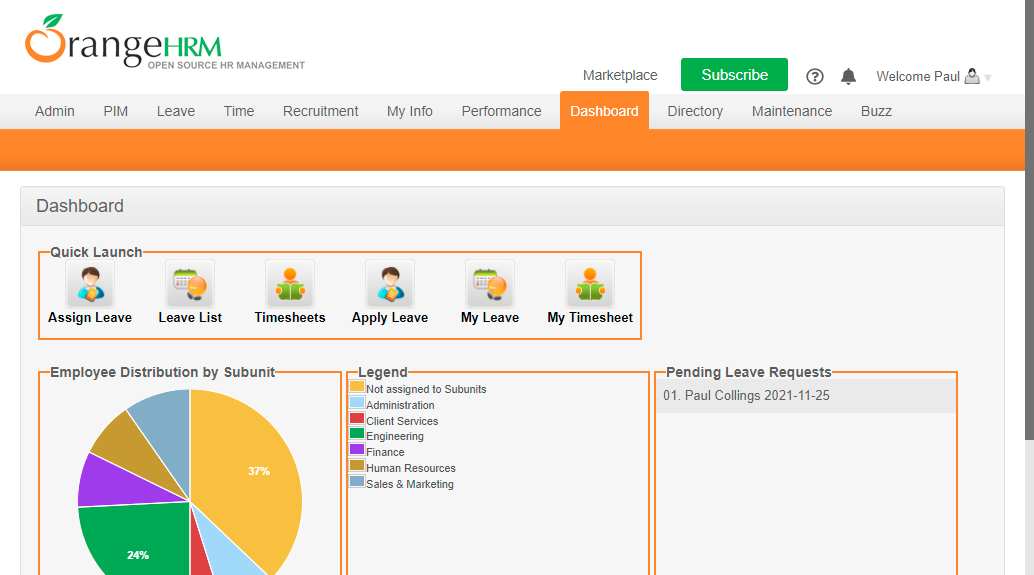 OrangeHRM
OPEN SOURCE HR MANAGEMENT
Marketplace Subscribe ? Welcome Paul
Admin PIM Leave Time Recruitment My Info Performance Dashboard Directory Maintenance Buzz
Dashboard
Quick Launch
Assign Leave Leave List Timesheets Apply Leave My Leave My Timesheet
Employee Distribution by Subunit
37%
24%
Legend
Not assigned to Subunits
Administration
Client Services
Engineering
Finance
Human Resources
Sales & Marketing
Pending Leave Requests
01. Paul Collings 2021-11-25